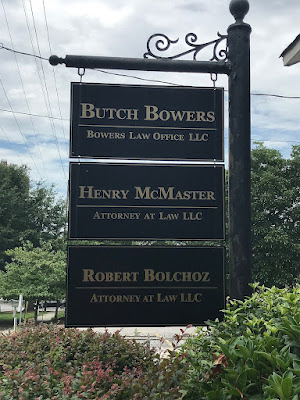 Butch Bowers
Bowers Law Office LLC
Henry McMaster
Attorney at Law LLC
Robert Bolchoz
Attorney at Law LLC